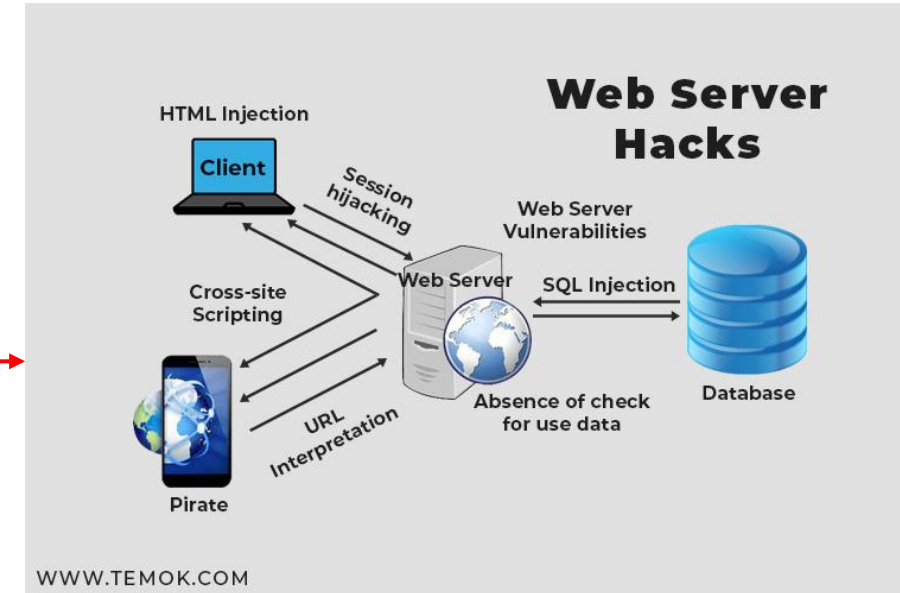 Web Server
Hacks
HTML Injection
Client
Session
hijacking
Web Server
Vulnerabilities
Web Server
SQL Injection
Cross-site
Scripting
Database
Absence of check
for use data
URL
Interpretation
Pirate
WWW.TEMOK.COM